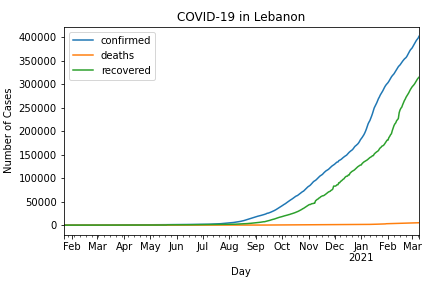 COVID-19 in Lebanon
confirmed
deaths
recovered
Number of Cases
400000
350000
300000
250000
200000
150000
100000
50000
0
Feb Mar Apr May Jun Jul Aug Sep Oct Nov Dec Jan Feb Mar
2021
Day